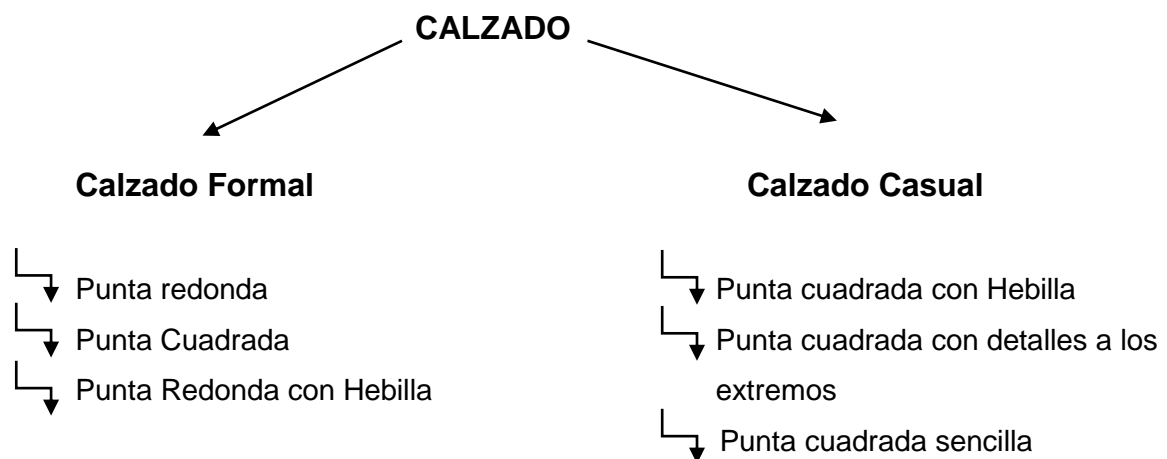 CALZADO
Calzado Formal
Punta redonda
Punta Cuadrada
Punta Redonda con Hebilla
Calzado Casual
Punta cuadrada con Hebilla
Punta cuadrada con detalles a los
extremos
Punta cuadrada sencilla